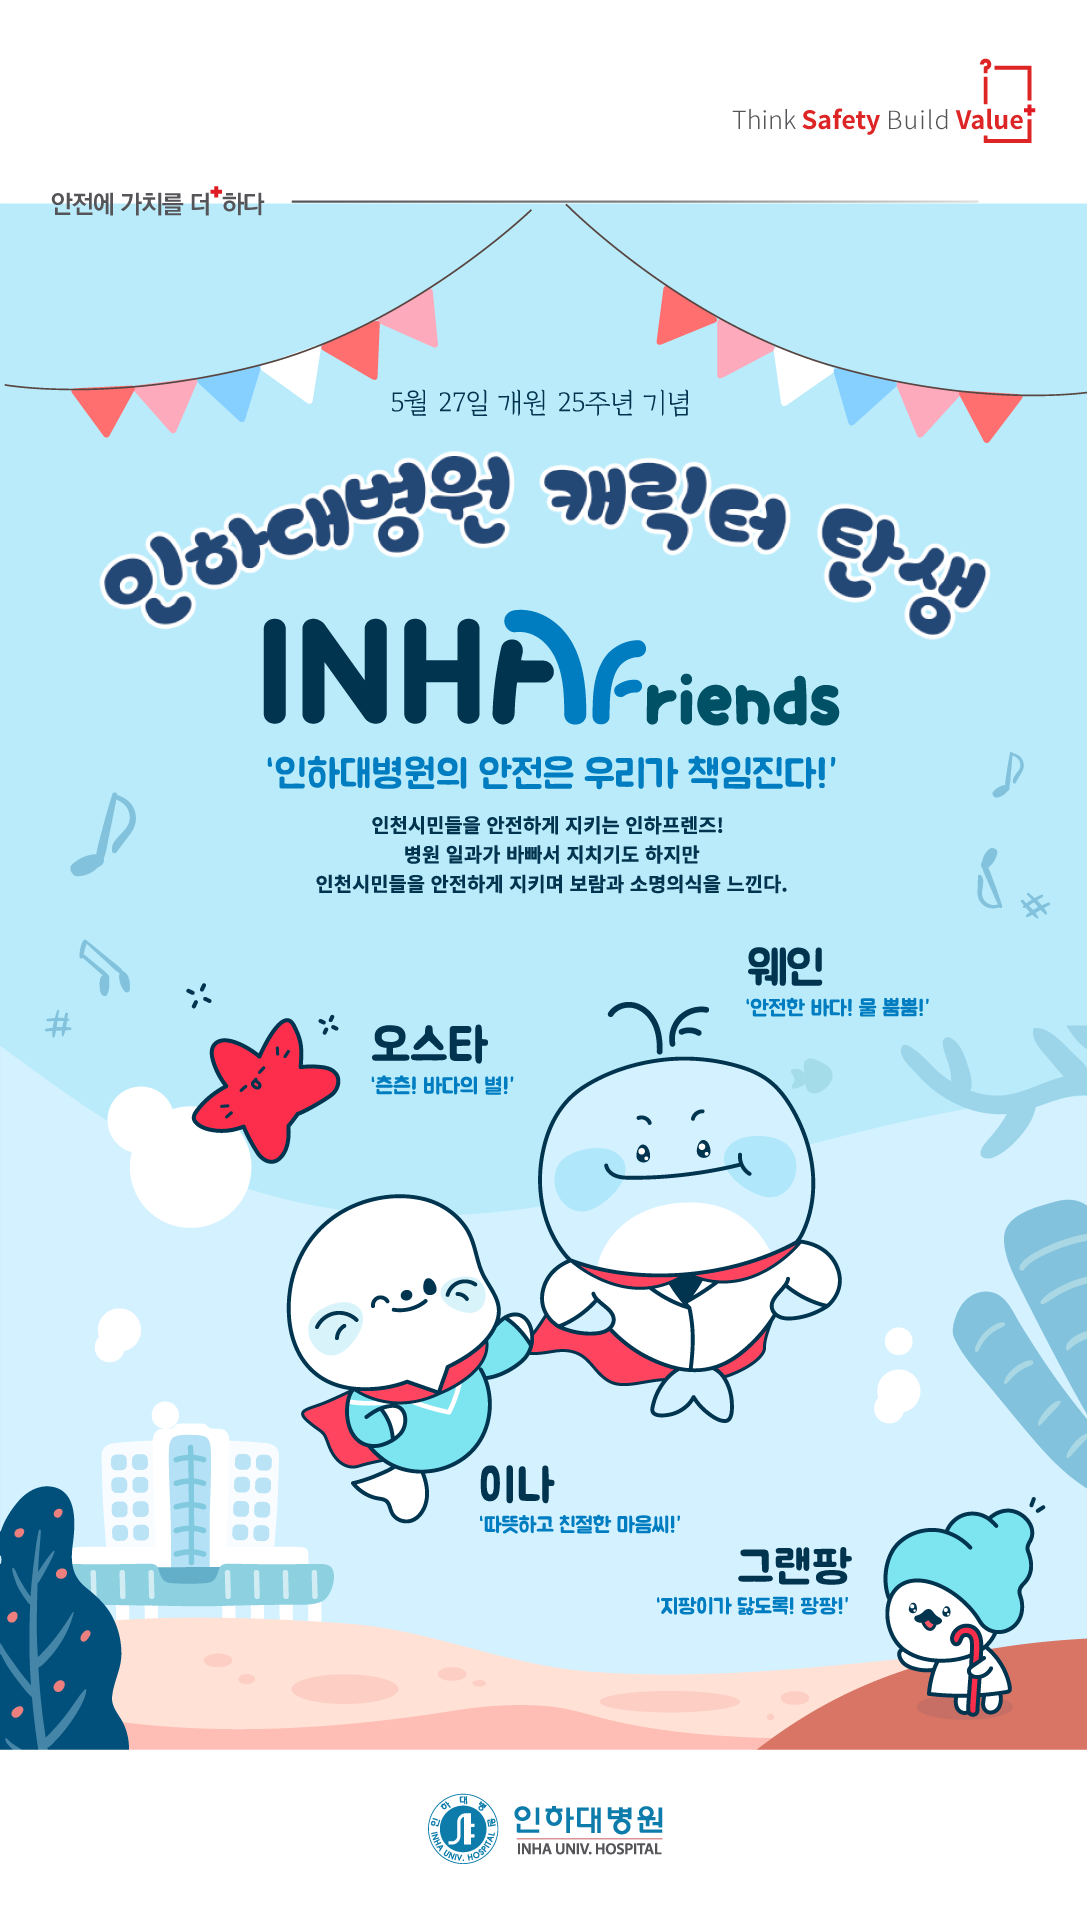 Think Safety Build Value
안전에 가치를 더+하다
5월 27일 개원 25주년 기념
인하대병원 캐릭터 탄생
INHA Friends
‘인하대병원의 안전은 우리가 책임진다!’
인천시민들을 안전하게 지키는 인하프렌즈!
병원 일과가 바빠서 지치기도 하지만
인천시민들을 안전하게 지키며 보람과 소명의식을 느낀다.
웨인
‘안전한 바다! 물 뿜뿜!’
오스타
‘츤츤! 바다의 별!’
이나
‘따뜻하고 친절한 마음씨!’
그랜팡
‘지팡이가 닳도록! 팡팡!’
인하대병원
INHA UNIV. HOSPITAL
인하대병원
INHA UNIV. HOSPITAL